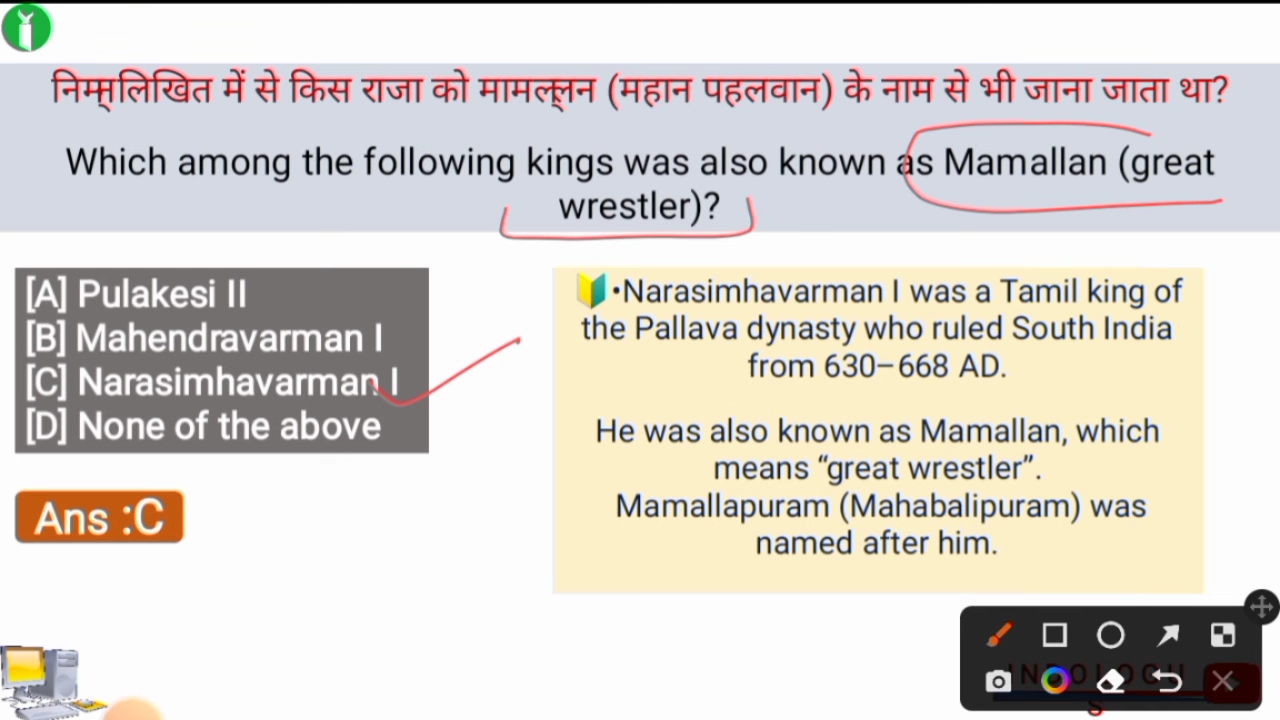 निम्नलिखित में से किस राजा को मामल्लन (महान पहलवान) के नाम से भी जाना जाता था?
Which among the following kings was also known as Mamallan (great
wrestler)?
[A] Pulakesi II
[B] Mahendravarman I
[C] Narasimhavarman I
[D] None of the above
Ans :C
•Narasimhavarman I was a Tamil king of
the Pallava dynasty who ruled South India
from 630–668 AD.
He was also known as Mamallan, which
means “great wrestler”.
Mamallapuram (Mahabalipuram) was
named after him.
INDOLOGU
S